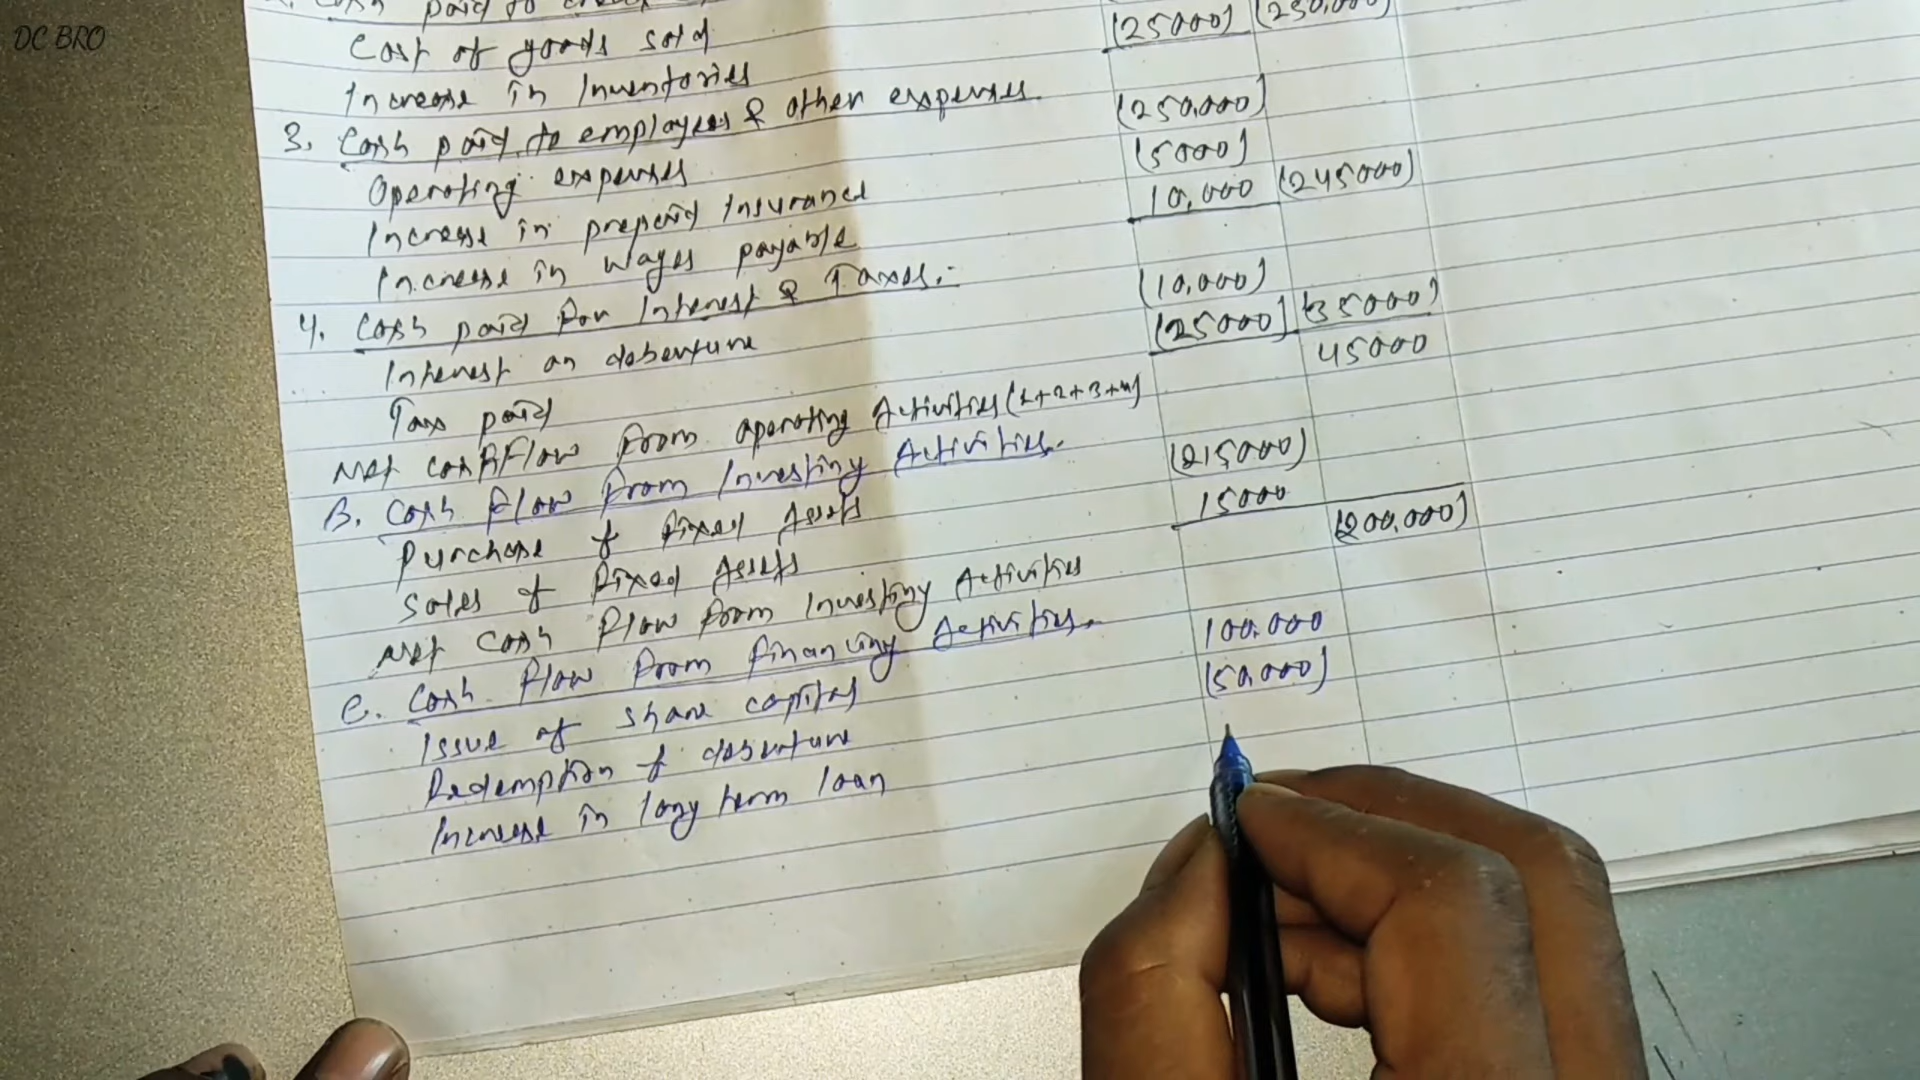 DC BRO
Cash paid to
Cost of goods sold (25000) (230,000)
Increase in Inventories
3. Cash paid to employees & other expenses
Operating expenses (250,000)
Increase in prepaid Insurance (5000)
Increase in wages payable 10,000 (245000)
4. Cash paid for Interest & Taxes:-
Interest on debenture (10,000)
Tax paid (25000) (35000)
Net cashflow from operating Activities (1+2+3+4) 45000
B. Cash flow from Investing Activities.
Purchase of fixed Assets (215000)
Sales of fixed Assets 15000
Net Cash flow from Investing Activities (200,000)
C. Cash flow from financing Activities.
Issue of share capital 100,000
Redemption of debenture (50,000)
Increase in long term loan